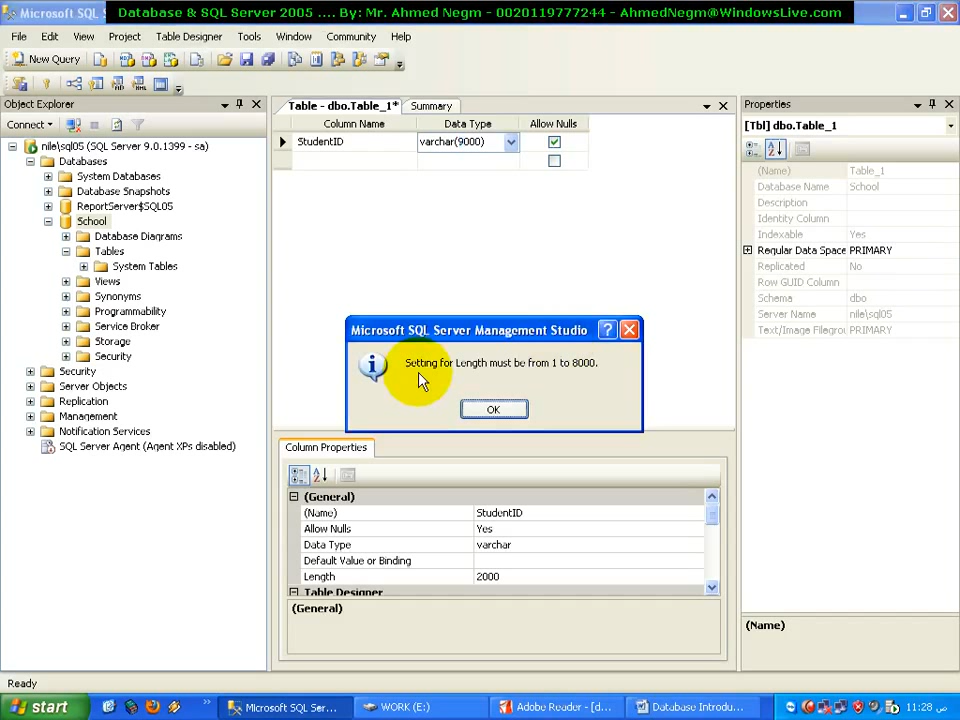 Microsoft SQL
Database & SQL Server 2005 .... By: Mr. Ahmed Negm - 0020119777244 - AhmedNegm@WindowsLive.com
File Edit View Project Table Designer Tools Window Community Help
New Query
Object Explorer
Connect
nile\sql05 (SQL Server 9.0.1399 - sa)
Databases
System Databases
Database Snapshots
ReportServer$SQL05
School
Database Diagrams
Tables
System Tables
Views
Synonyms
Programmability
Service Broker
Storage
Security
Security
Server Objects
Replication
Management
Notification Services
SQL Server Agent (Agent XPs disabled)
Table - dbo.Table_1* Summary
Column Name Data Type Allow Nulls
StudentID varchar(9000)
Microsoft SQL Server Management Studio
Setting for Length must be from 1 to 8000.
OK
Column Properties
(General)
(Name) StudentID
Allow Nulls Yes
Data Type varchar
Default Value or Binding
Length 2000
Table Designer
(General)
Properties
[Tbl] dbo.Table_1
(Name) Table_1
Database Name School
Description
Identity Column
Indexable Yes
Regular Data Space PRIMARY
Replicated No
Row GUID Column
Schema dbo
Server Name nile\sql05
Text/Image Filegrou PRIMARY
(Name)
Ready
start
Microsoft SQL Ser...
WORK (E:)
Adobe Reader - [d...
Database Introdu...
11:28 ص